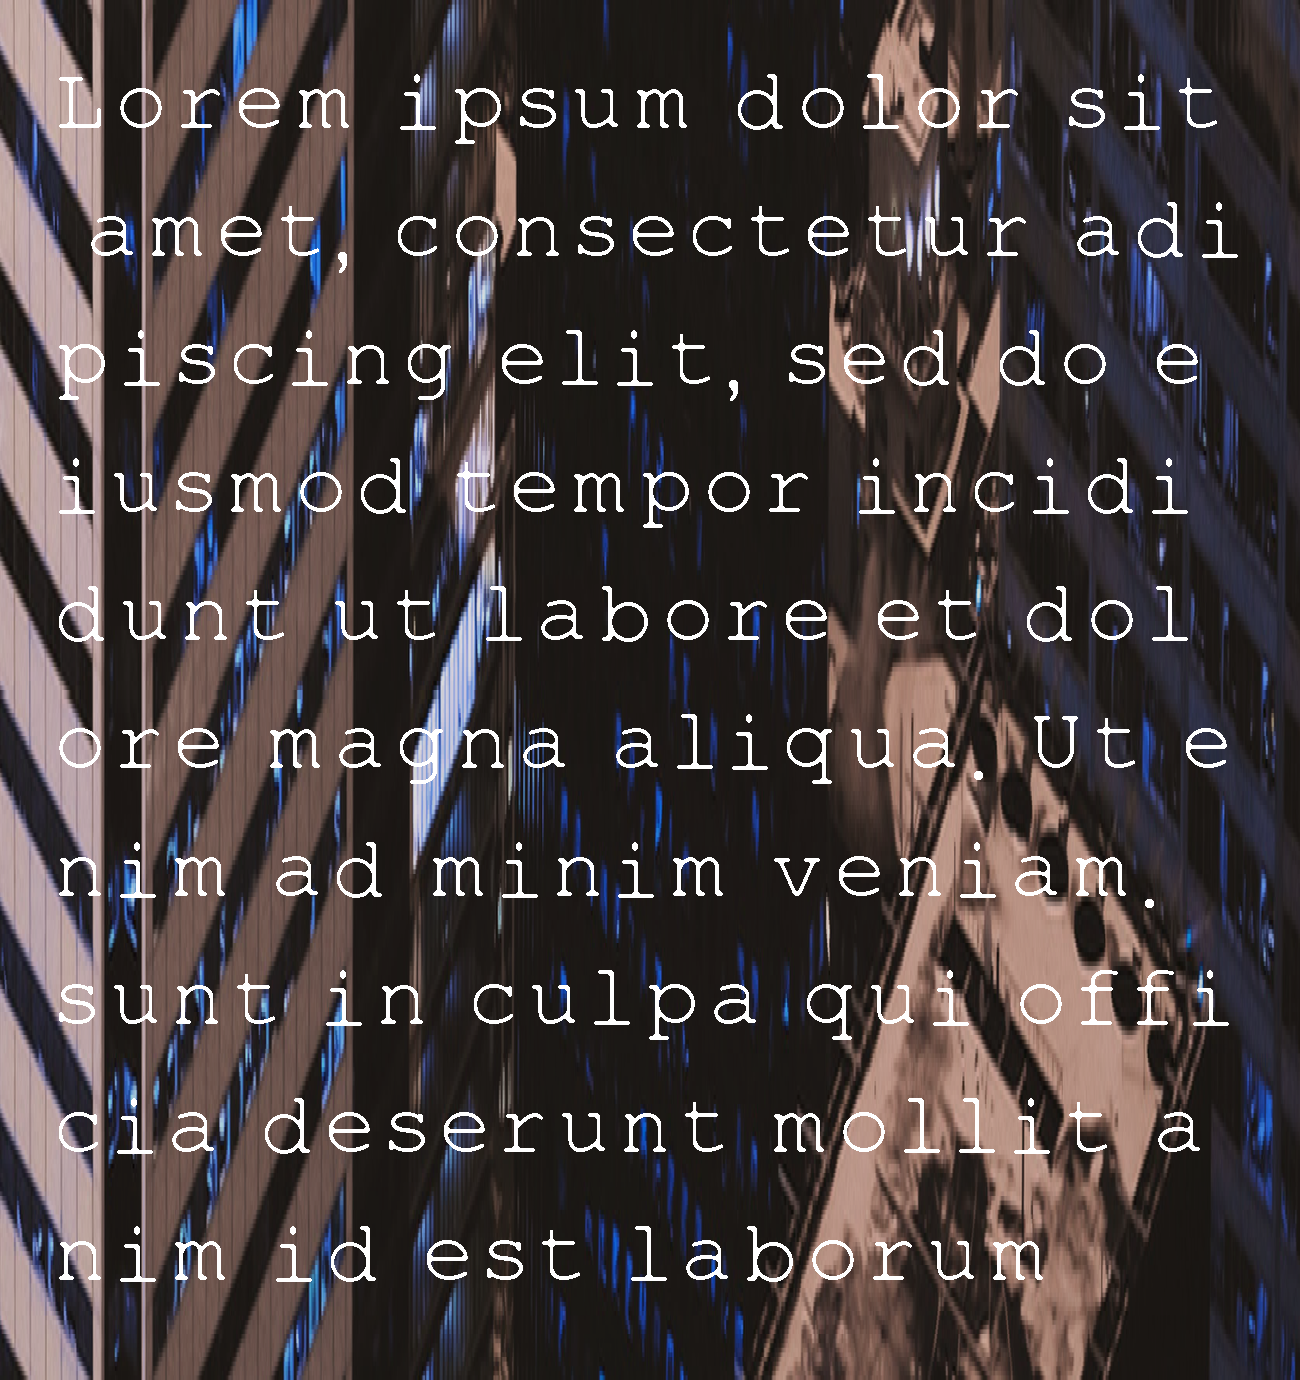 Lorem ipsum dolor sit
amet, consectetur adi
piscing elit, sed do e
iusmod tempor incidi
dunt ut labore et dol
ore magna aliqua. Ut e
nim ad minim veniam.
sunt in culpa qui offi
cia deserunt mollit a
nim id est laborum